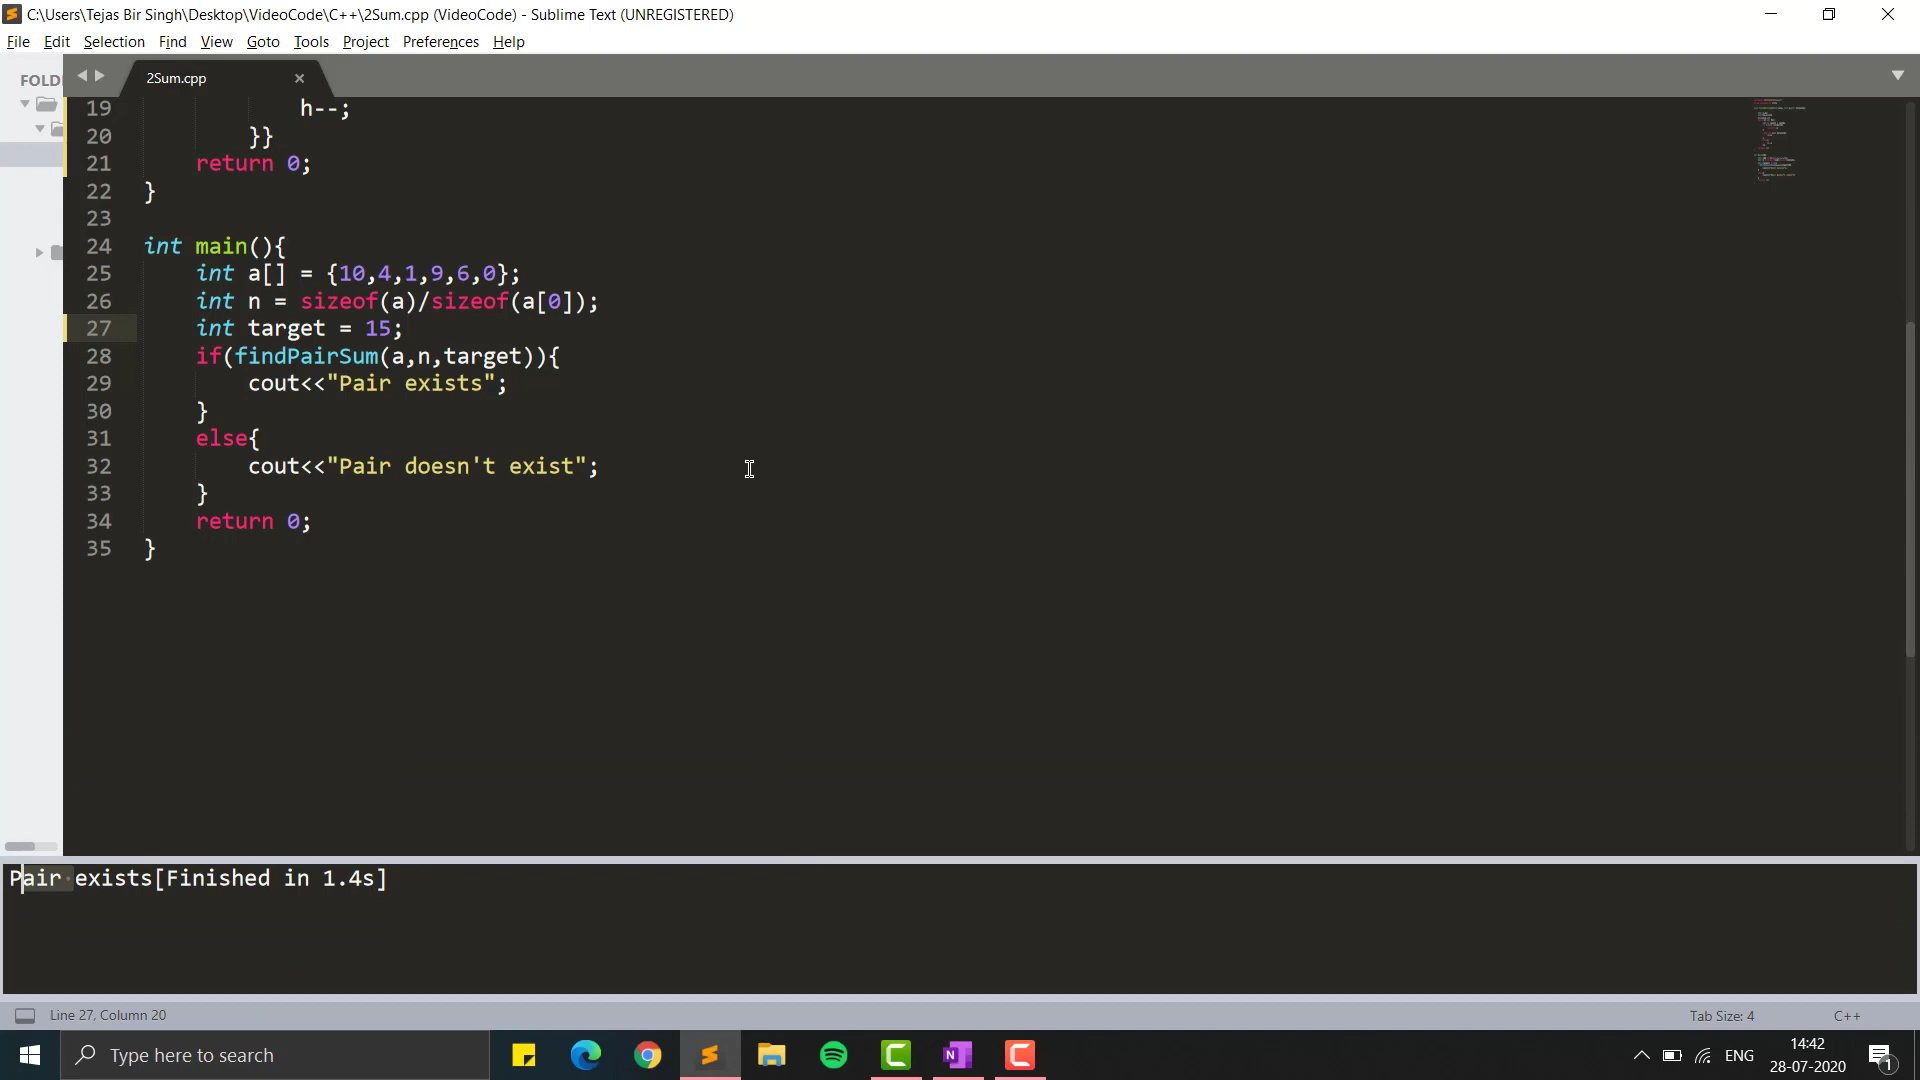 C:\Users\Tejas Bir Singh\Desktop\VideoCode\C++\2Sum.cpp (VideoCode) - Sublime Text (UNREGISTERED)
File Edit Selection Find View Goto Tools Project Preferences Help
FOLD
2Sum.cpp
19 h--;
20 }}
21 return 0;
22 }
23
24 int main(){
25 int a[] = {10,4,1,9,6,0};
26 int n = sizeof(a)/sizeof(a[0]);
27 int target = 15;
28 if(findPairSum(a,n,target)){
29 cout<<"Pair exists";
30 }
31 else{
32 cout<<"Pair doesn't exist";
33 }
34 return 0;
35 }
Pair exists[Finished in 1.4s]
Line 27, Column 20 Tab Size: 4 C++
Type here to search ENG 14:42
28-07-2020
1